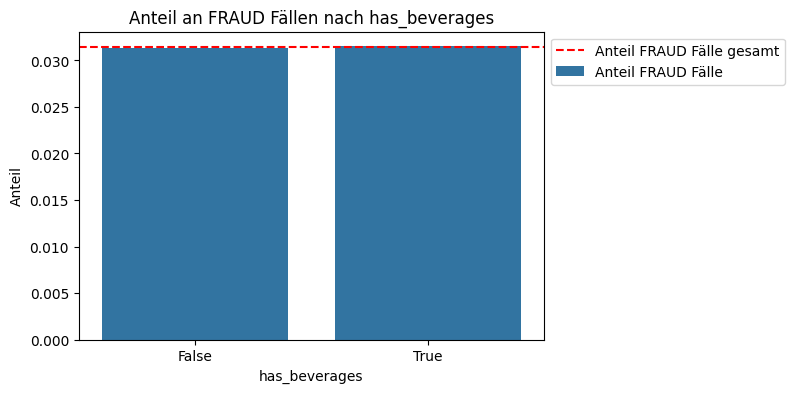 Anteil an FRAUD Fällen nach has_beverages
0.030
0.025
0.020
0.015
0.010
0.005
0.000
Anteil
False
True
has_beverages
Anteil FRAUD Fälle gesamt
Anteil FRAUD Fälle